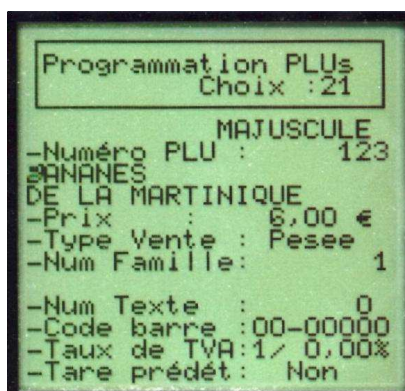 Programmation PLUs
Choix :21
MAJUSCULE
-Numéro PLU : 123
BANANES
DE LA MARTINIQUE
-Prix : 6,00 €
-Type Vente : Pesee
-Num Famille: 1
-Num Texte : 0
-Code barre :00-00000
-Taux de TVA:1/ 0,00%
-Tare prédét: Non